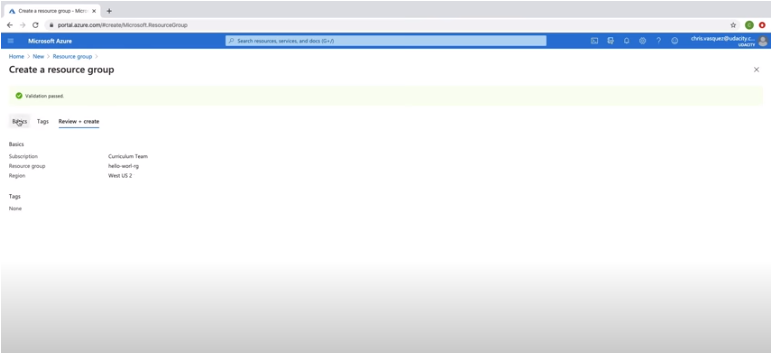 Create a resource group - Micro
portal.azure.com/#create/Microsoft.ResourceGroup
Microsoft Azure
Search resources, services, and docs (G+/)
chris.vasquez@udacity.c...
UDACITY
Home > New > Resource group >
Create a resource group
Validation passed.
Basics Tags Review + create
Basics
Subscription Curriculum Team
Resource group hello-worl-rg
Region West US 2
Tags
None